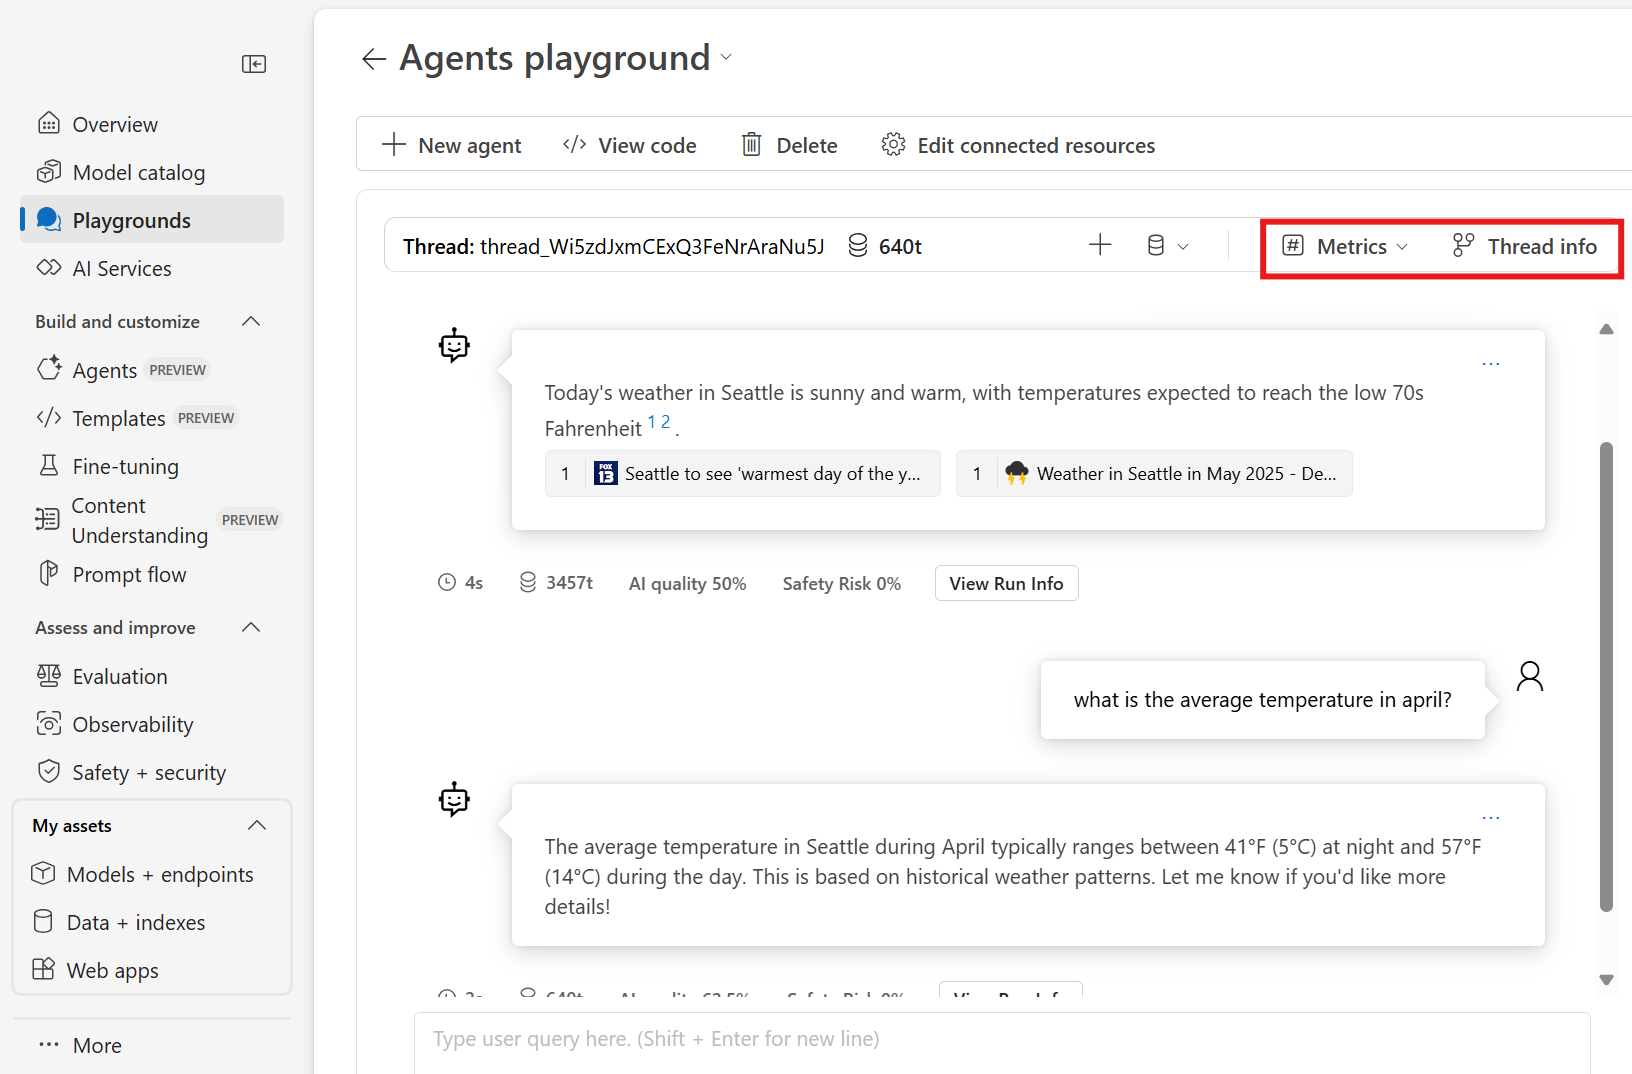 Agents playground
Overview
Model catalog
Playgrounds
AI Services
Build and customize
Agents PREVIEW
Templates PREVIEW
Fine-tuning
Content
Understanding PREVIEW
Prompt flow
Assess and improve
Evaluation
Observability
Safety + security
My assets
Models + endpoints
Data + indexes
Web apps
More
New agent View code Delete Edit connected resources
Thread: thread_Wi5zdJxmCExQ3FeNrAraNu5J 640t Metrics Thread info
Today's weather in Seattle is sunny and warm, with temperatures expected to reach the low 70s
Fahrenheit 1 2 .
1 FOX 13 Seattle to see 'warmest day of the y... 1 Weather in Seattle in May 2025 - De...
4s 3457t AI quality 50% Safety Risk 0% View Run Info
what is the average temperature in april?
The average temperature in Seattle during April typically ranges between 41°F (5°C) at night and 57°F
(14°C) during the day. This is based on historical weather patterns. Let me know if you'd like more
details!
Type user query here. (Shift + Enter for new line)